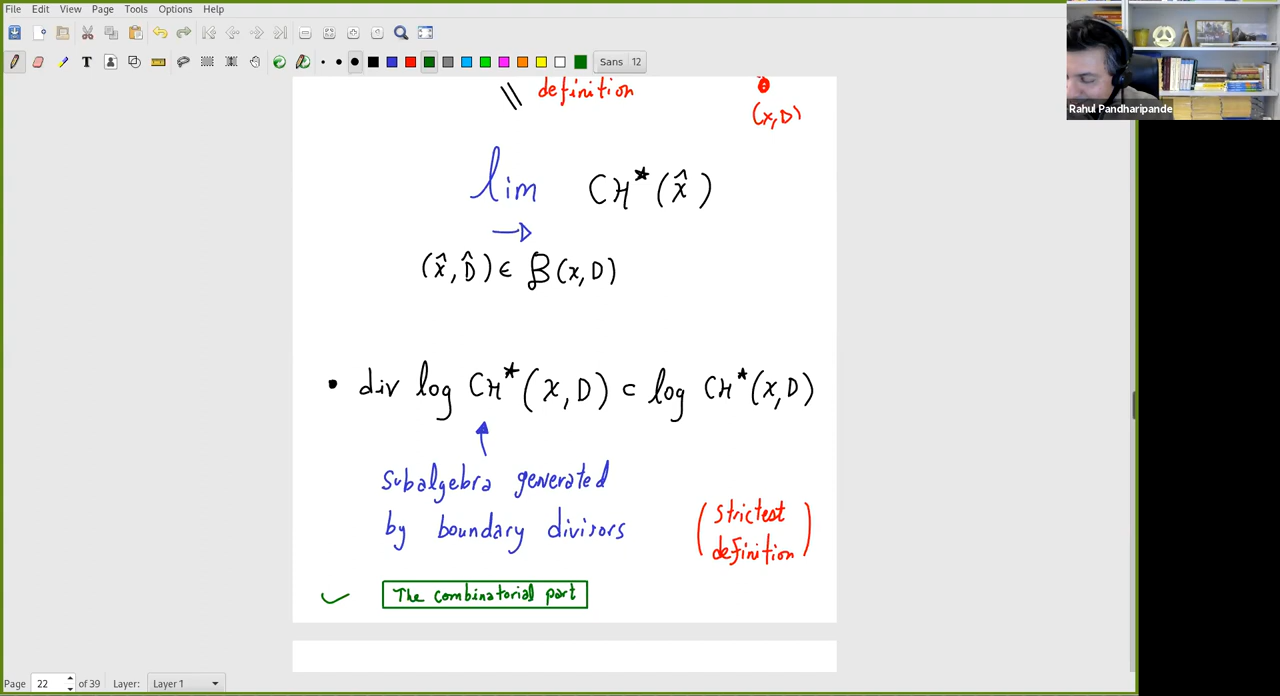 File Edit View Page Tools Options Help
Sans 12
Rahul Pandharipande
definition
(X, D)
lim CH*(X̂)
(X̂, D̂) ∈ B(X, D)
• div log CH*(X, D) ⊂ log CH*(X, D)
subalgebra generated
by boundary divisors
(strictest
definition)
✓ The combinatorial part
Page 22 of 39 Layer: Layer 1